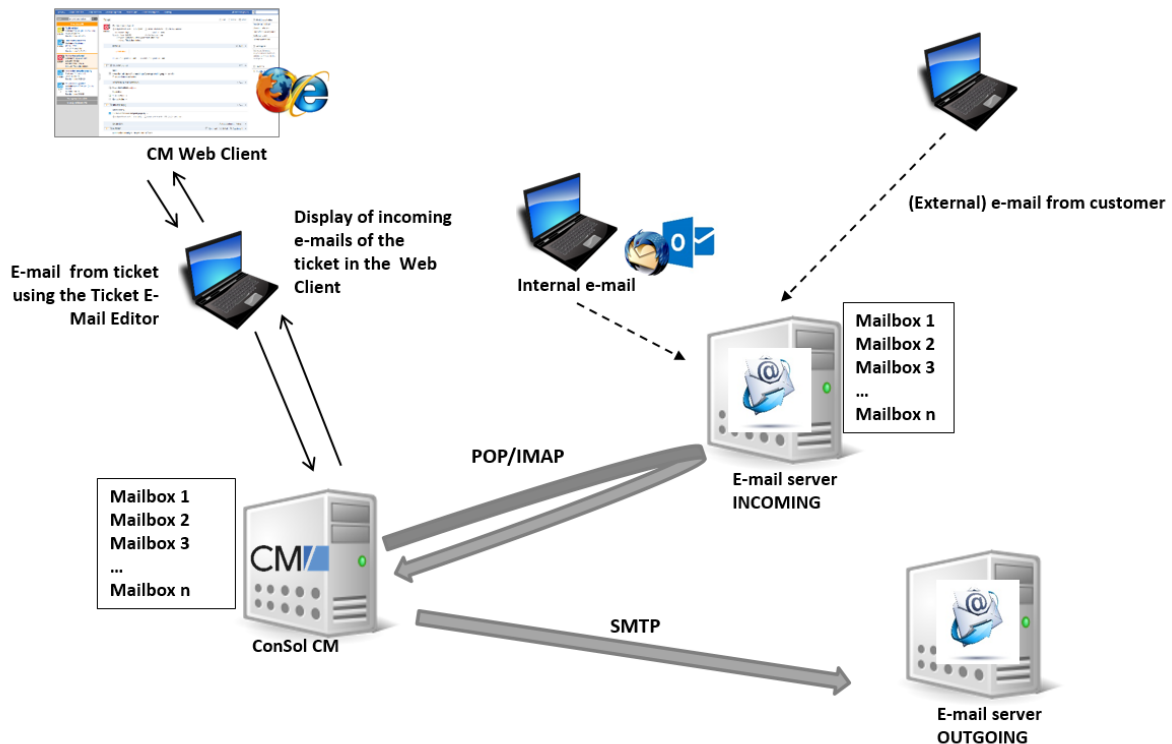 CM Web Client
(External) e-mail from customer
Display of incoming
e-mails of the
ticket in the Web
Client
E-mail from ticket
using the Ticket E-
Mail Editor
Internal e-mail
Mailbox 1
Mailbox 2
Mailbox 3
...
Mailbox n
POP/IMAP
E-mail server
INCOMING
Mailbox 1
Mailbox 2
Mailbox 3
...
Mailbox n
CM/
ConSol CM
SMTP
E-mail server
OUTGOING